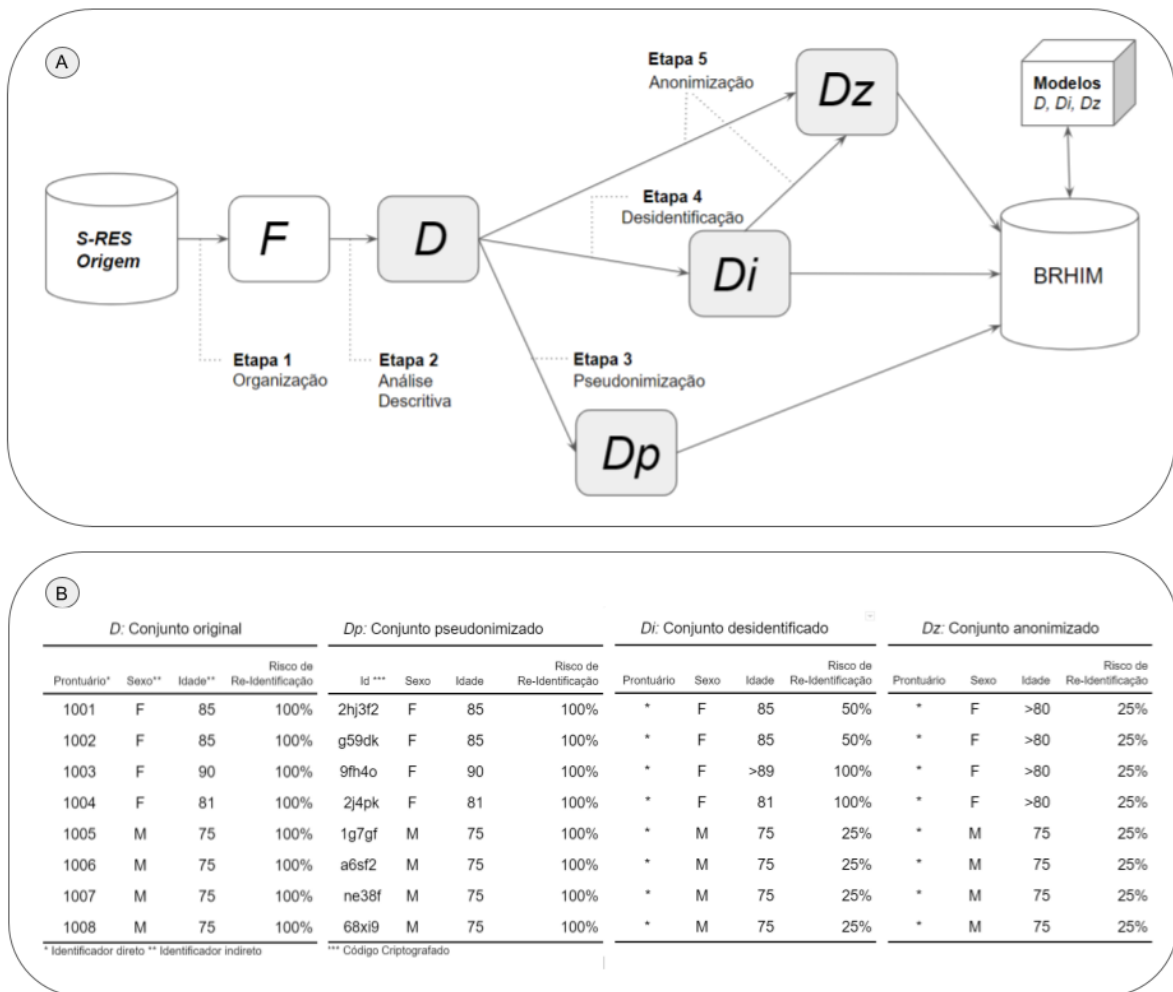 A
S-RES
Origem
F
D
Dz
Di
Dp
BRHIM
Modelos
D, Di, Dz
Etapa 1
Organização
Etapa 2
Análise
Descritiva
Etapa 3
Pseudonimização
Etapa 4
Desidentificação
Etapa 5
Anonimização
B
D: Conjunto original
Prontuário* Sexo** Idade** Risco de Re-Identificação
1001 F 85 100%
1002 F 85 100%
1003 F 90 100%
1004 F 81 100%
1005 M 75 100%
1006 M 75 100%
1007 M 75 100%
1008 M 75 100%
* Identificador direto ** Identificador indireto
Dp: Conjunto pseudonimizado
Id *** Sexo Idade Risco de Re-Identificação
2hj3f2 F 85 100%
g59dk F 85 100%
9fh4o F 90 100%
2j4pk F 81 100%
1g7gf M 75 100%
a6sf2 M 75 100%
ne38f M 75 100%
68xi9 M 75 100%
*** Código Criptografado
Di: Conjunto desidentificado
Prontuário Sexo Idade Risco de Re-Identificação
* F 85 50%
* F 85 50%
* F >89 100%
* F 81 100%
* M 75 25%
* M 75 25%
* M 75 25%
* M 75 25%
Dz: Conjunto anonimizado
Prontuário Sexo Idade Risco de Re-Identificação
* F >80 25%
* F >80 25%
* F >80 25%
* F >80 25%
* M 75 25%
* M 75 25%
* M 75 25%
* M 75 25%